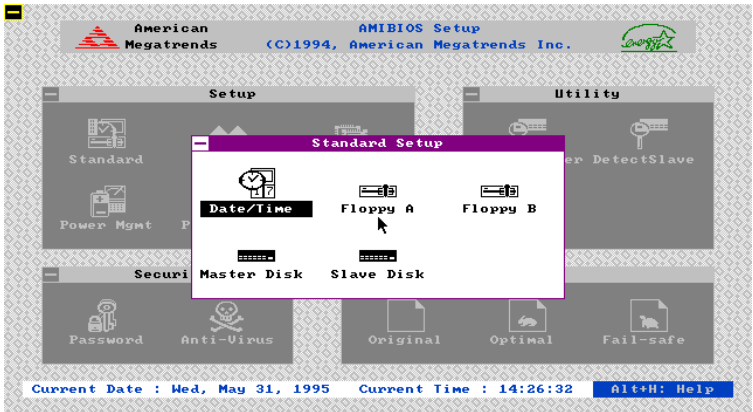 American
Megatrends
AMIBIOS Setup
(C)1994, American Megatrends Inc.
energy
Setup
Utility
Standard Setup
Standard
er DetectSlave
Date/Time
Floppy A
Floppy B
Power Mgmt
P
Master Disk
Slave Disk
Securi
Password
Anti-Virus
Original
Optimal
Fail-safe
Current Date : Wed, May 31, 1995
Current Time : 14:26:32
Alt+H: Help